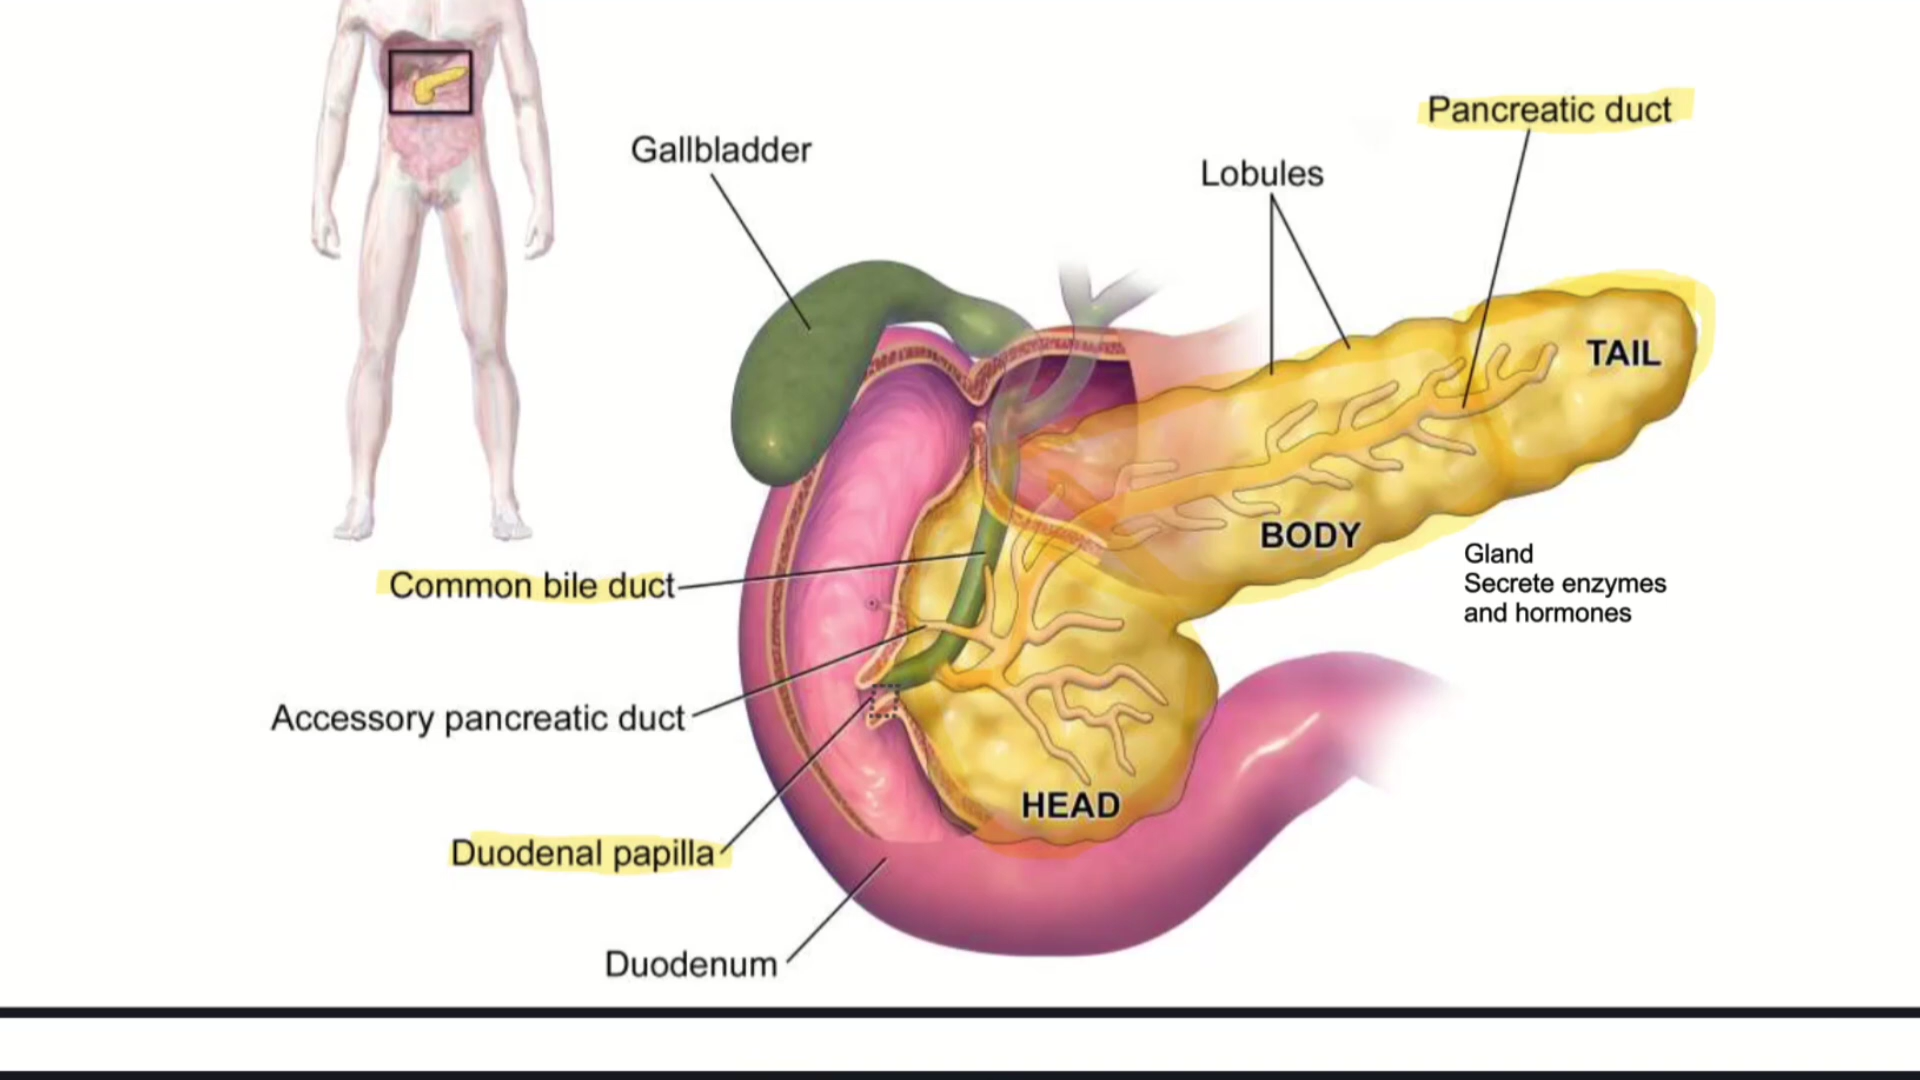 Pancreatic duct
Gallbladder
Lobules
TAIL
BODY
Gland
Secrete enzymes
and hormones
Common bile duct
Accessory pancreatic duct
HEAD
Duodenal papilla
Duodenum